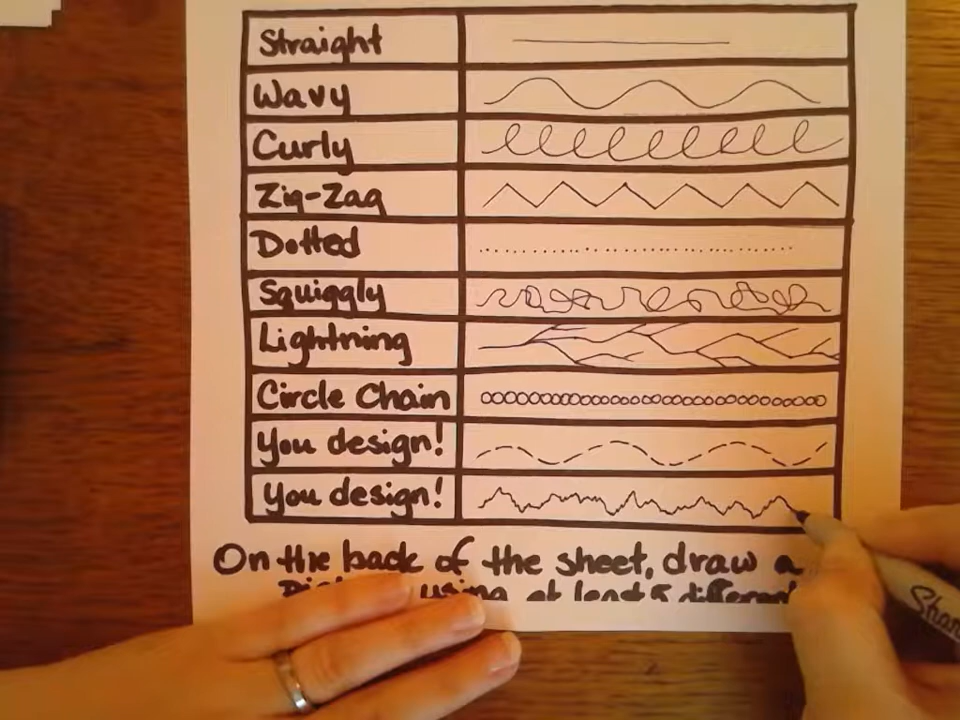 Straight
Wavy
Curly
Zig-Zag
Dotted
Squiggly
Lightning
Circle Chain
You design!
You design!
On the back of the sheet, draw a
using at least 5 different